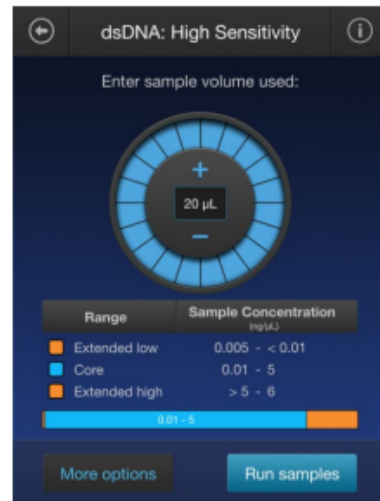 dsDNA: High Sensitivity
i
Enter sample volume used:
+
20 µL
−
Range Sample Concentration
(ng/µL)
Extended low 0.005 - < 0.01
Core 0.01 - 5
Extended high > 5 - 6
0.01 - 5
More options Run samples